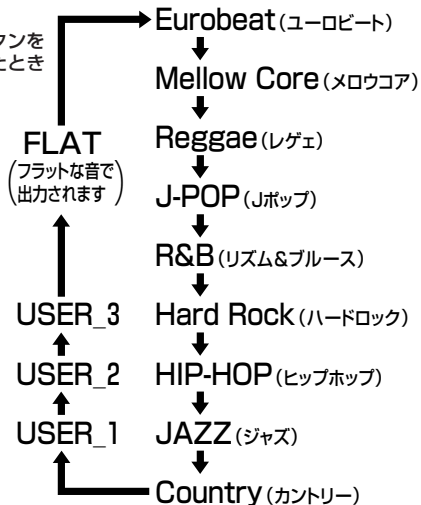 Eurobeat(ユーロビート)
Mellow Core(メロウコア)
Reggae(レゲェ)
J-POP(Jポップ)
R&B(リズム&ブルース)
Hard Rock(ハードロック)
HIP-HOP(ヒップホップ)
JAZZ(ジャズ)
Country(カントリー)
USER_1
USER_2
USER_3
FLAT
(フラットな音で
出力されます)
タンを
とき